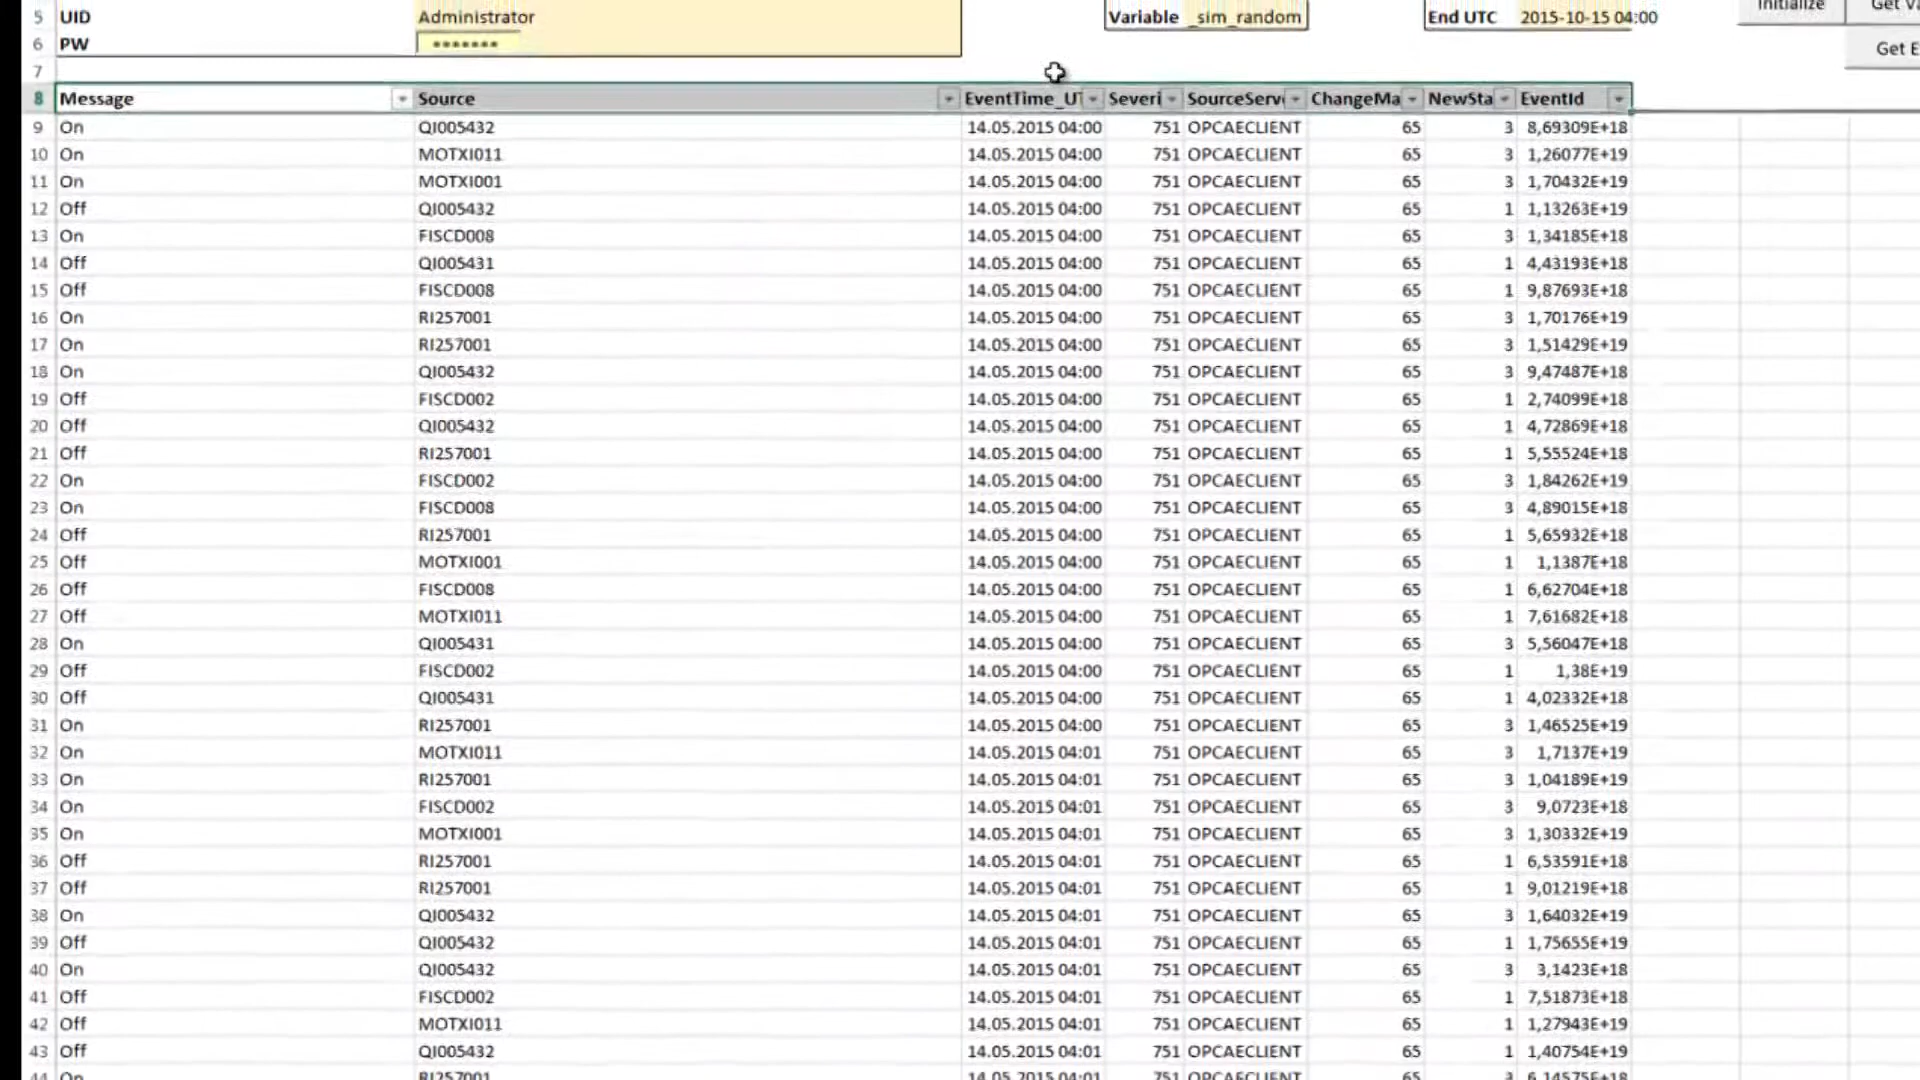 5 UID Administrator Variable _sim_random End UTC 2015-10-15 04:00 Initialize
6 PW •••••••
Get E
7
8 Message Source EventTime_UT Severi SourceServ ChangeMa NewSta EventId
9 On QI005432 14.05.2015 04:00 751 OPCAECLIENT 65 3 8,69309E+18
10 On MOTXI011 14.05.2015 04:00 751 OPCAECLIENT 65 3 1,26077E+19
11 On MOTXI001 14.05.2015 04:00 751 OPCAECLIENT 65 3 1,70432E+19
12 Off QI005432 14.05.2015 04:00 751 OPCAECLIENT 65 1 1,13263E+19
13 On FISCD008 14.05.2015 04:00 751 OPCAECLIENT 65 3 1,34185E+18
14 Off QI005431 14.05.2015 04:00 751 OPCAECLIENT 65 1 4,43193E+18
15 Off FISCD008 14.05.2015 04:00 751 OPCAECLIENT 65 1 9,87693E+18
16 On RI257001 14.05.2015 04:00 751 OPCAECLIENT 65 3 1,70176E+19
17 On RI257001 14.05.2015 04:00 751 OPCAECLIENT 65 3 1,51429E+19
18 On QI005432 14.05.2015 04:00 751 OPCAECLIENT 65 3 9,47487E+18
19 Off FISCD002 14.05.2015 04:00 751 OPCAECLIENT 65 1 2,74099E+18
20 Off QI005432 14.05.2015 04:00 751 OPCAECLIENT 65 1 4,72869E+18
21 Off RI257001 14.05.2015 04:00 751 OPCAECLIENT 65 1 5,55524E+18
22 On FISCD002 14.05.2015 04:00 751 OPCAECLIENT 65 3 1,84262E+19
23 On FISCD008 14.05.2015 04:00 751 OPCAECLIENT 65 3 4,89015E+18
24 Off RI257001 14.05.2015 04:00 751 OPCAECLIENT 65 1 5,65932E+18
25 Off MOTXI001 14.05.2015 04:00 751 OPCAECLIENT 65 1 1,1387E+18
26 Off FISCD008 14.05.2015 04:00 751 OPCAECLIENT 65 1 6,62704E+18
27 Off MOTXI011 14.05.2015 04:00 751 OPCAECLIENT 65 1 7,61682E+18
28 On QI005431 14.05.2015 04:00 751 OPCAECLIENT 65 3 5,56047E+18
29 Off FISCD002 14.05.2015 04:00 751 OPCAECLIENT 65 1 1,38E+19
30 Off QI005431 14.05.2015 04:00 751 OPCAECLIENT 65 1 4,02332E+18
31 On RI257001 14.05.2015 04:00 751 OPCAECLIENT 65 3 1,46525E+19
32 On MOTXI011 14.05.2015 04:01 751 OPCAECLIENT 65 3 1,7137E+19
33 On RI257001 14.05.2015 04:01 751 OPCAECLIENT 65 3 1,04189E+19
34 On FISCD002 14.05.2015 04:01 751 OPCAECLIENT 65 3 9,0723E+18
35 On MOTXI001 14.05.2015 04:01 751 OPCAECLIENT 65 3 1,30332E+19
36 Off RI257001 14.05.2015 04:01 751 OPCAECLIENT 65 1 6,53591E+18
37 Off RI257001 14.05.2015 04:01 751 OPCAECLIENT 65 1 9,01219E+18
38 On QI005432 14.05.2015 04:01 751 OPCAECLIENT 65 3 1,64032E+19
39 Off QI005432 14.05.2015 04:01 751 OPCAECLIENT 65 1 1,75655E+19
40 On QI005432 14.05.2015 04:01 751 OPCAECLIENT 65 3 3,1423E+18
41 Off FISCD002 14.05.2015 04:01 751 OPCAECLIENT 65 1 7,51873E+18
42 Off MOTXI011 14.05.2015 04:01 751 OPCAECLIENT 65 1 1,27943E+19
43 Off QI005432 14.05.2015 04:01 751 OPCAECLIENT 65 1 1,40754E+19
44 On RI257001 14.05.2015 04:01 751 OPCAECLIENT 65 3 6,14575E+18